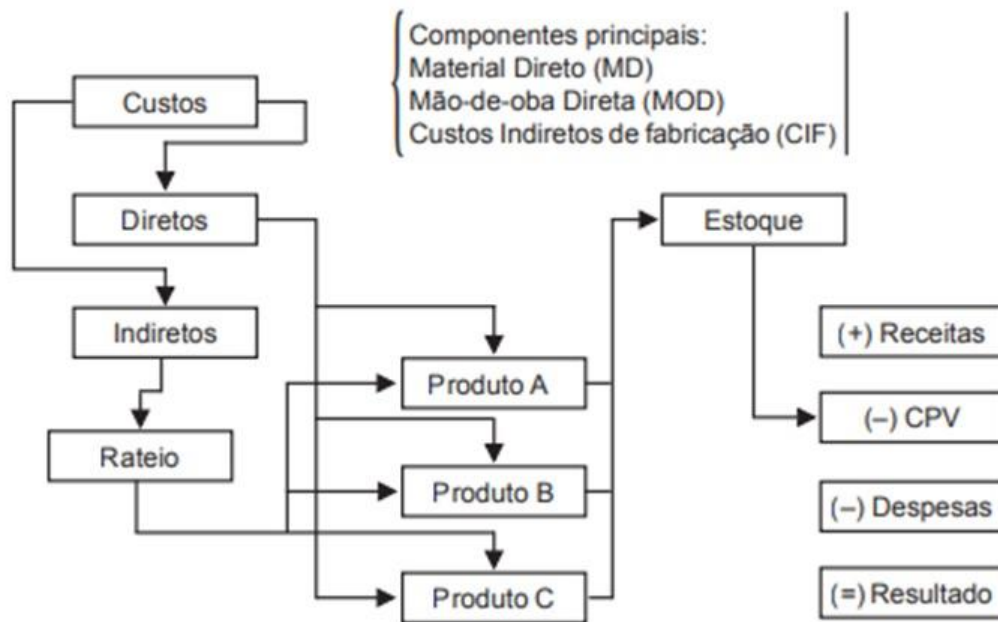 Componentes principais:
Material Direto (MD)
Mão-de-oba Direta (MOD)
Custos Indiretos de fabricação (CIF)
Custos
Diretos
Estoque
Indiretos
(+) Receitas
Produto A
(–) CPV
Rateio
Produto B
(–) Despesas
Produto C
(=) Resultado